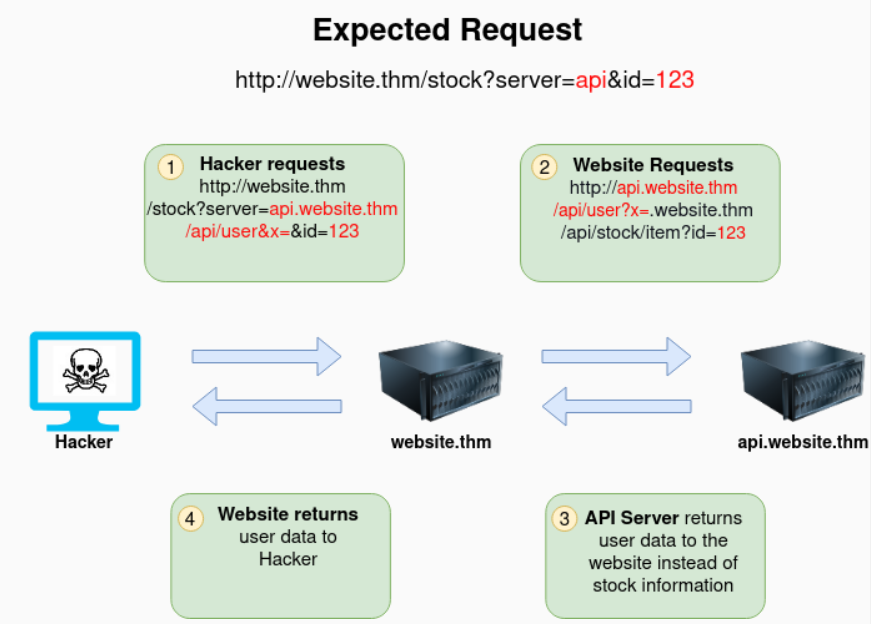 Expected Request
http://website.thm/stock?server=api&id=123
1
Hacker requests
http://website.thm
/stock?server=api.website.thm
/api/user&x=&id=123
2
Website Requests
http://api.website.thm
/api/user?x=.website.thm
/api/stock/item?id=123
Hacker
website.thm
api.website.thm
4
Website returns
user data to
Hacker
3
API Server returns
user data to the
website instead of
stock information